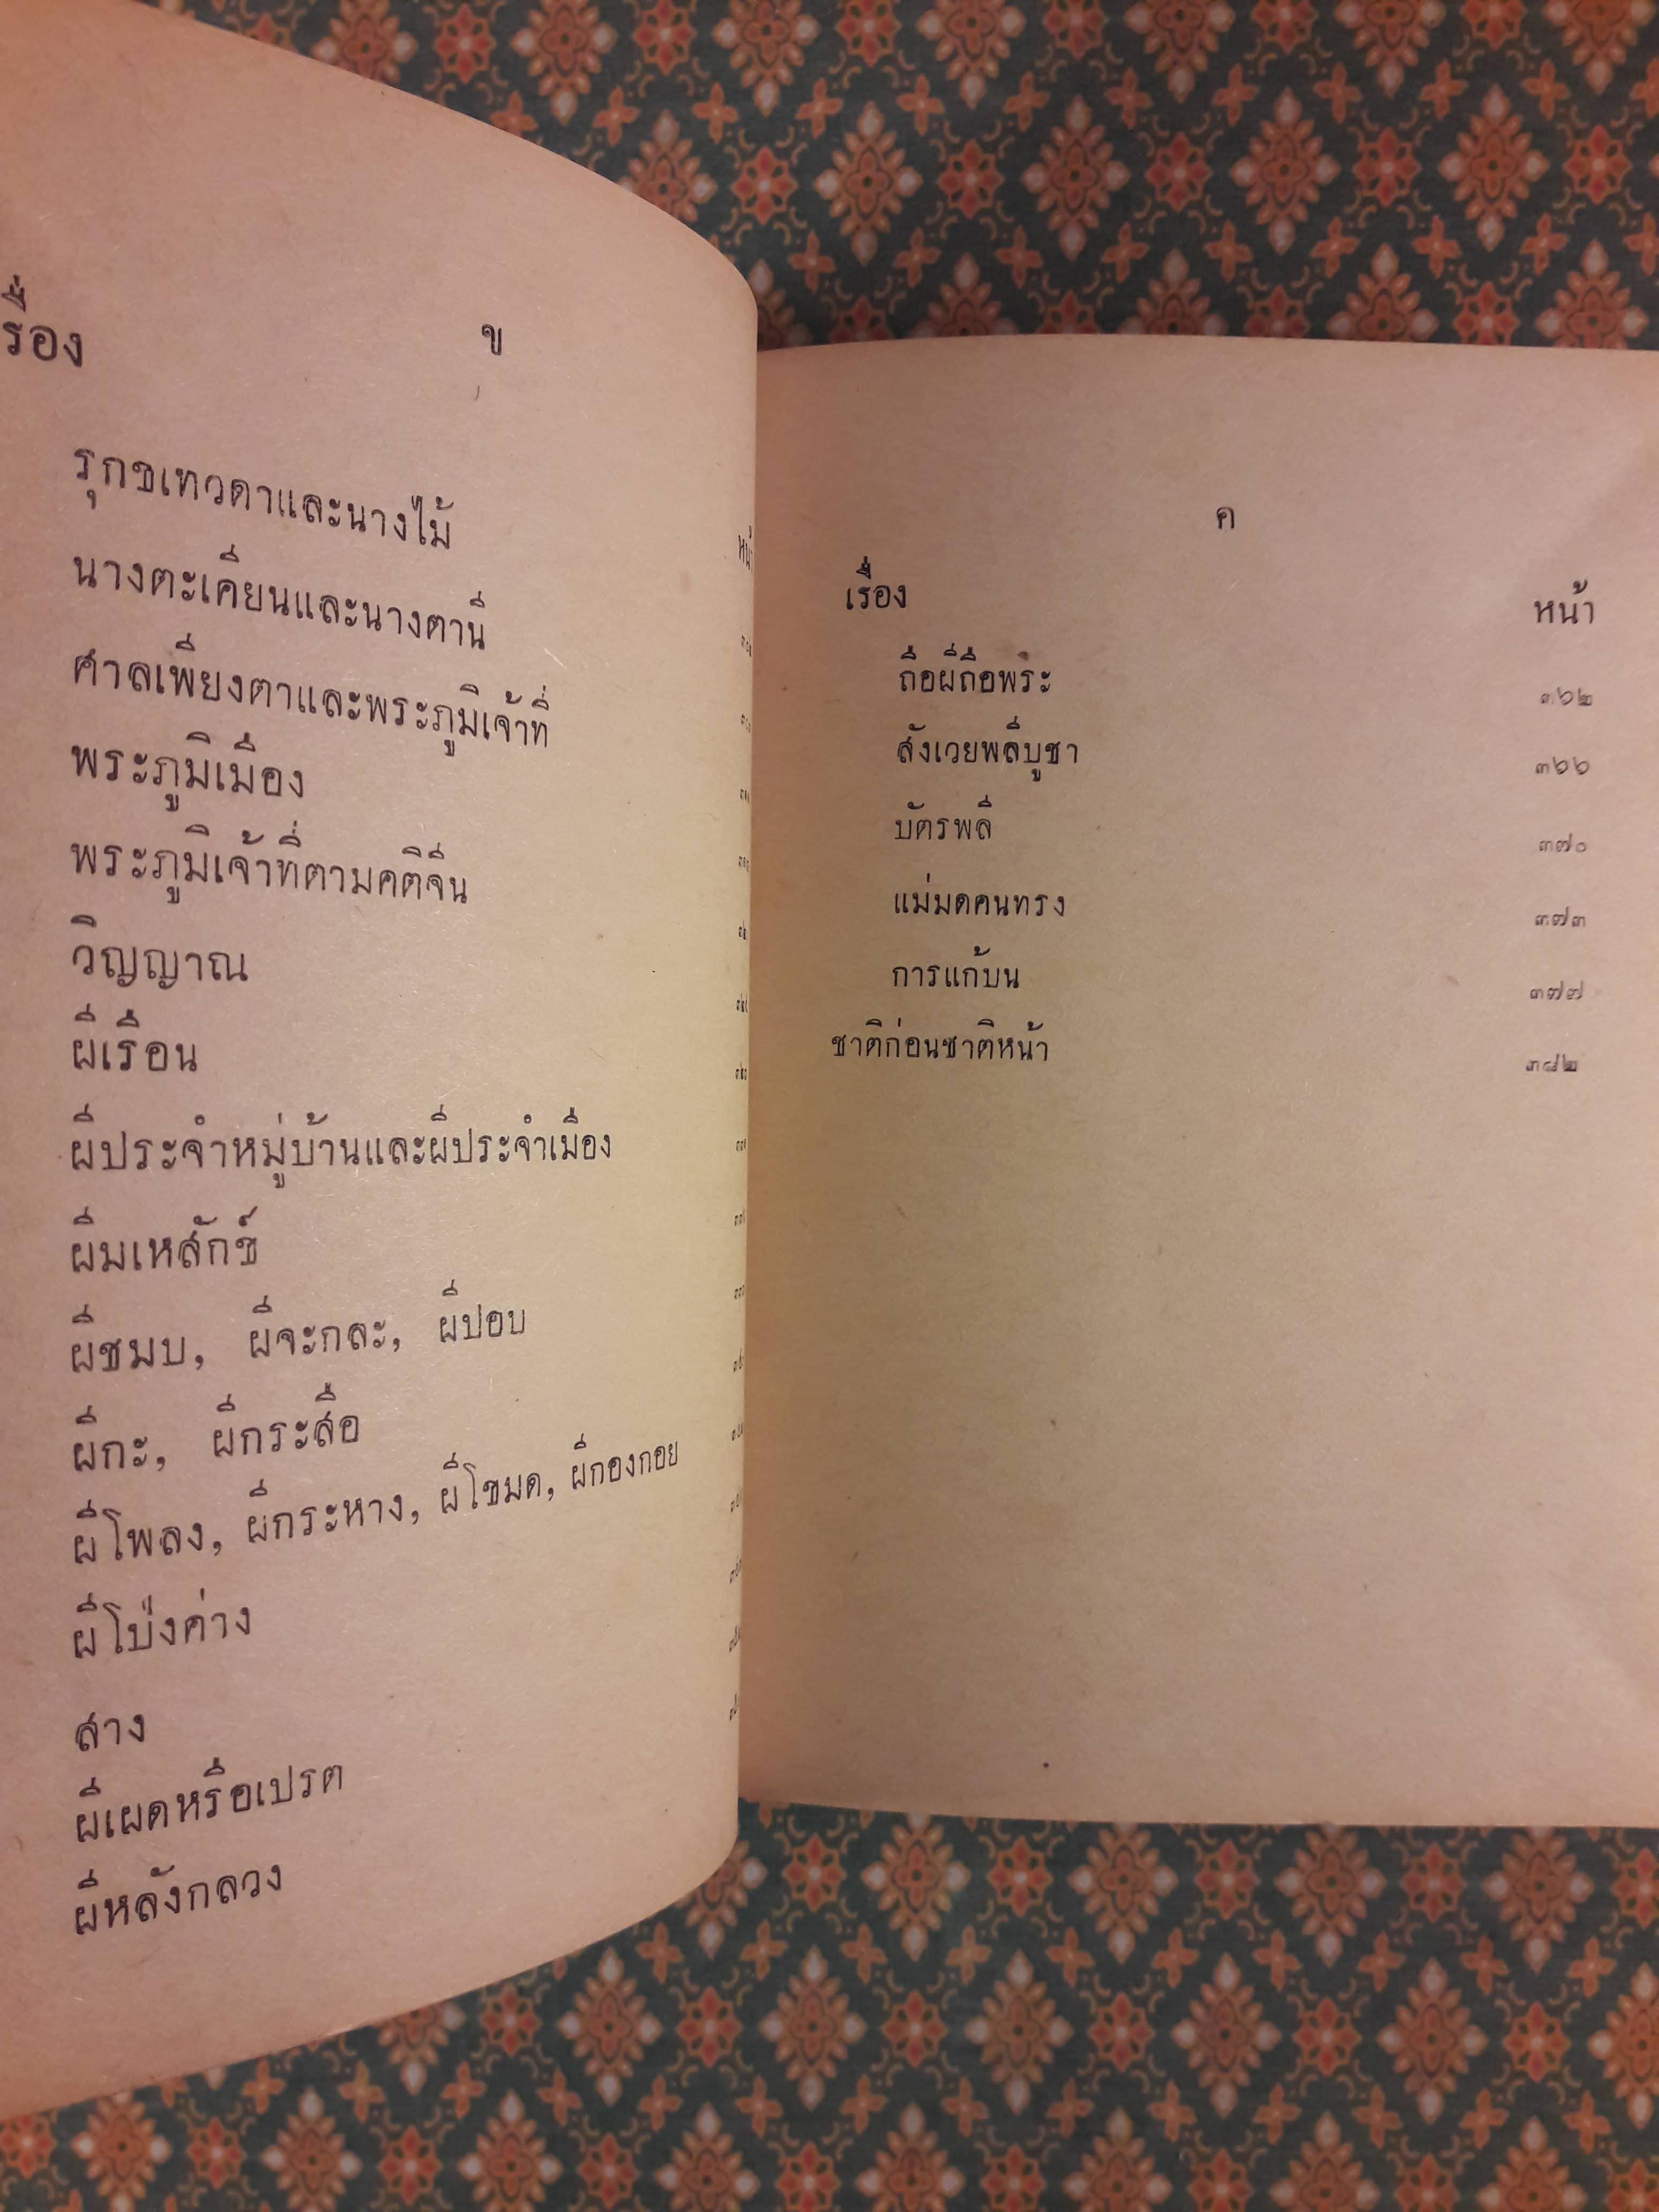 ข
รื่อง
หน้
รุกขเทวดาและนางไม้
นางตะเคียนและนางตานี
ศาลเพียงตาและพระภูมิเจ้าที่
พระภูมิเมือง
พระภูมิเจ้าที่ตามคติจีน
วิญญาณ
ผีเรือน
ผีประจำหมู่บ้านและผีประจำเมือง
ผีมเหสักข์
ผีชมบ, ผีจะกละ, ผีปอบ
ผีกะ, ผีกระสือ
ผีโพลง, ผีกระหาง, ผีโขมด, ผีกองกอย
ผีโป่งค่าง
สาง
ผีเผดหรือเปรต
ผีหลังกลวง
ค
เรื่อง หน้า
ถือผีถือพระ ๓๖๒
สังเวยพลีบูชา ๓๖๖
บัตรพลี ๓๗๐
แม่มดคนทรง ๓๗๓
การแก้บน ๓๗๗
ชาติก่อนชาติหน้า ๓๘๒